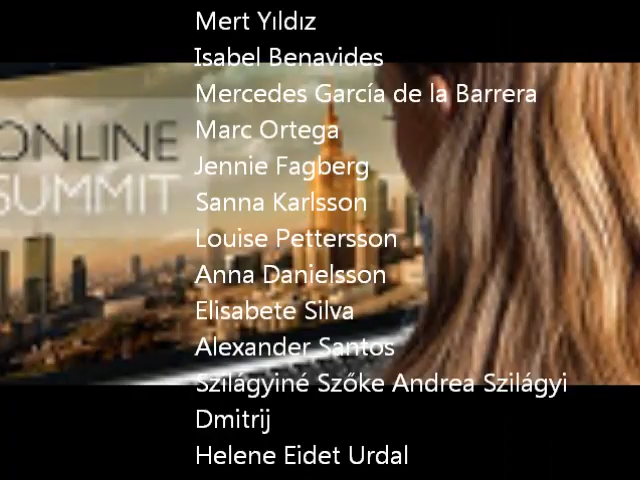 Mert Yıldız
Isabel Benavides
Mercedes García de la Barrera
Marc Ortega
ONLINE
Jennie Fagberg
SUMMIT
Sanna Karlsson
Louise Pettersson
Anna Danielsson
Elisabete Silva
Alexander Santos
Szilágyiné Szőke Andrea Szilágyi
Dmitrij
Helene Eidet Urdal